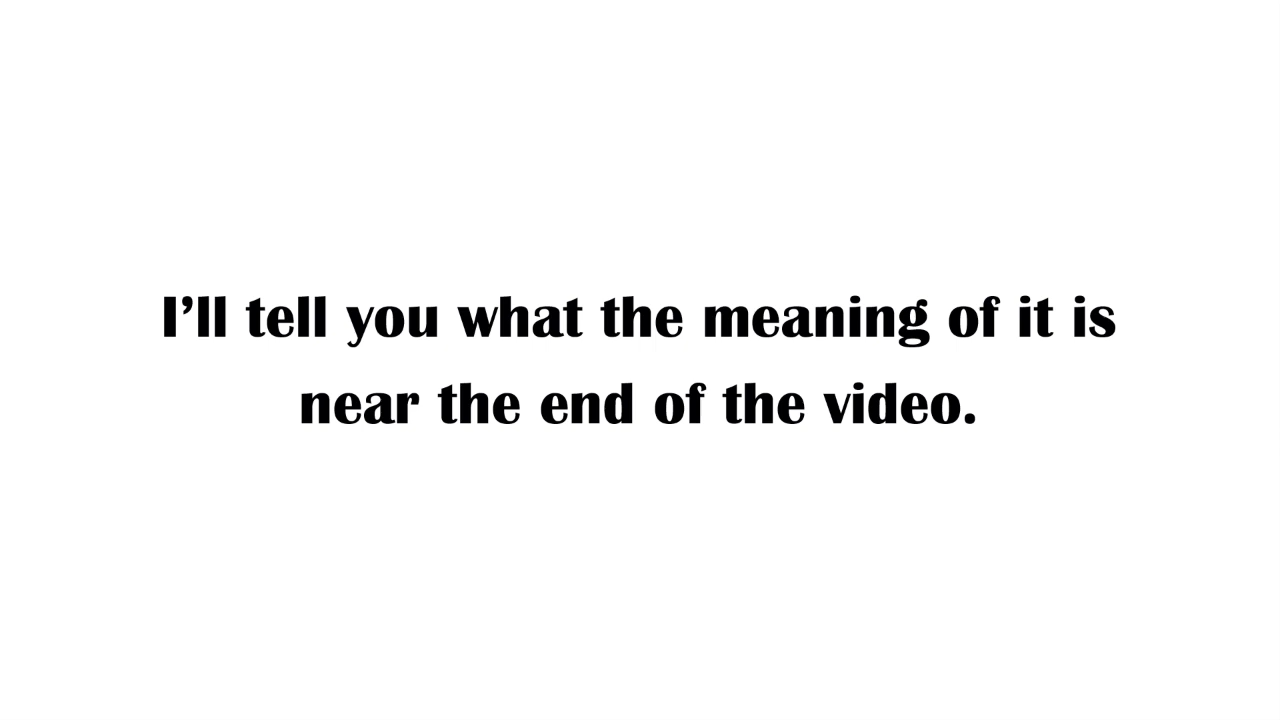 I’ll tell you what the meaning of it is
near the end of the video.